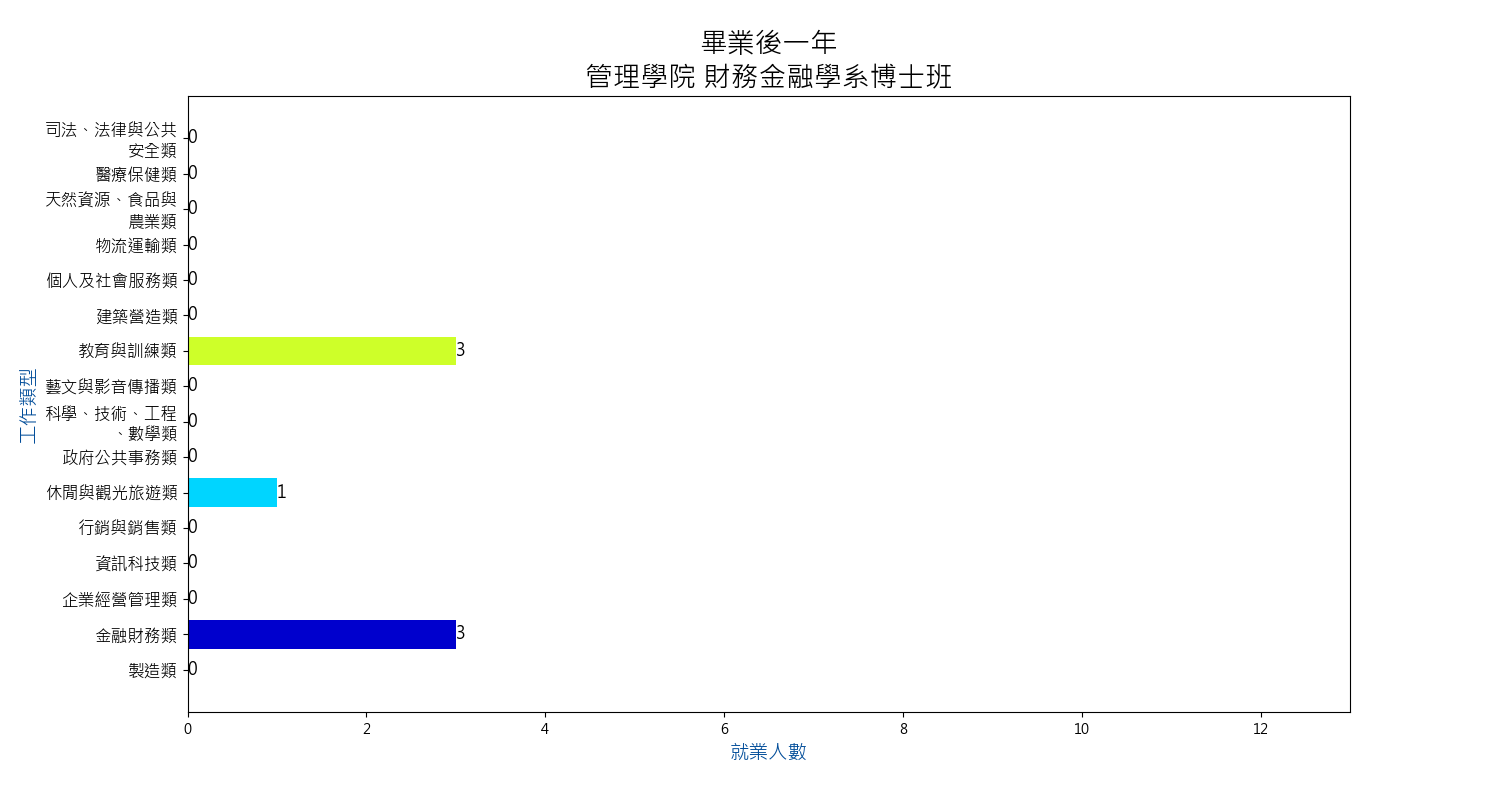 畢業後一年
管理學院 財務金融學系博士班
司法、法律與公共
安全類
0
醫療保健類
0
天然資源、食品與
農業類
0
物流運輸類
0
個人及社會服務類
0
建築營造類
0
教育與訓練類
3
藝文與影音傳播類
0
科學、技術、工程
、數學類
0
政府公共事務類
0
休閒與觀光旅遊類
1
行銷與銷售類
0
資訊科技類
0
企業經營管理類
0
金融財務類
3
製造類
0
工作類型
0 2 4 6 8 10 12
就業人數